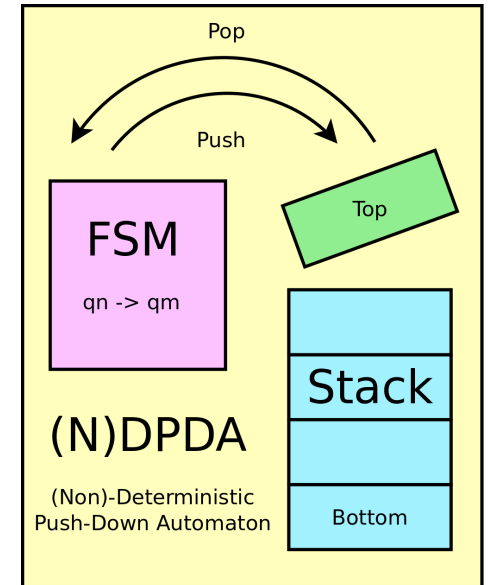 Pop
Push
Top
FSM
qn -> qm
Stack
(N)DPDA
(Non)-Deterministic
Push-Down Automaton
Bottom